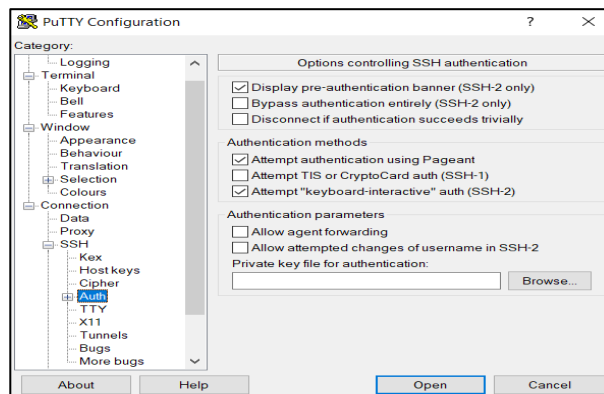 PuTTY Configuration
Category:
Logging
Terminal
Keyboard
Bell
Features
Window
Appearance
Behaviour
Translation
Selection
Colours
Connection
Data
Proxy
SSH
Kex
Host keys
Cipher
Auth
TTY
X11
Tunnels
Bugs
More bugs
Options controlling SSH authentication
Display pre-authentication banner (SSH-2 only)
Bypass authentication entirely (SSH-2 only)
Disconnect if authentication succeeds trivially
Authentication methods
Attempt authentication using Pageant
Attempt TIS or CryptoCard auth (SSH-1)
Attempt "keyboard-interactive" auth (SSH-2)
Authentication parameters
Allow agent forwarding
Allow attempted changes of username in SSH-2
Private key file for authentication:
Browse...
About
Help
Open
Cancel